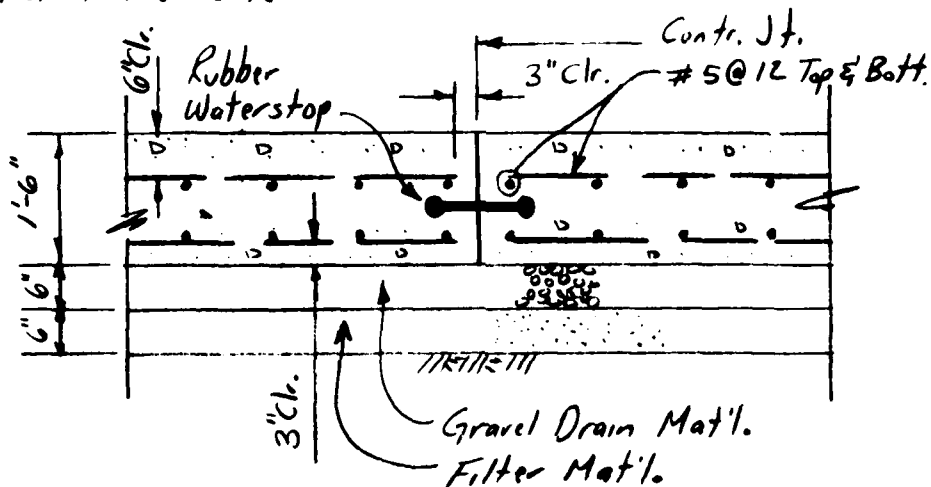 Contr. Jt.
6"Clr.
Rubber
Waterstop
3"Clr.
#5@12 Top & Bott.
1'-6"
6"
6"
3"Clr.
Gravel Drain Mat'l.
Filter Mat'l.